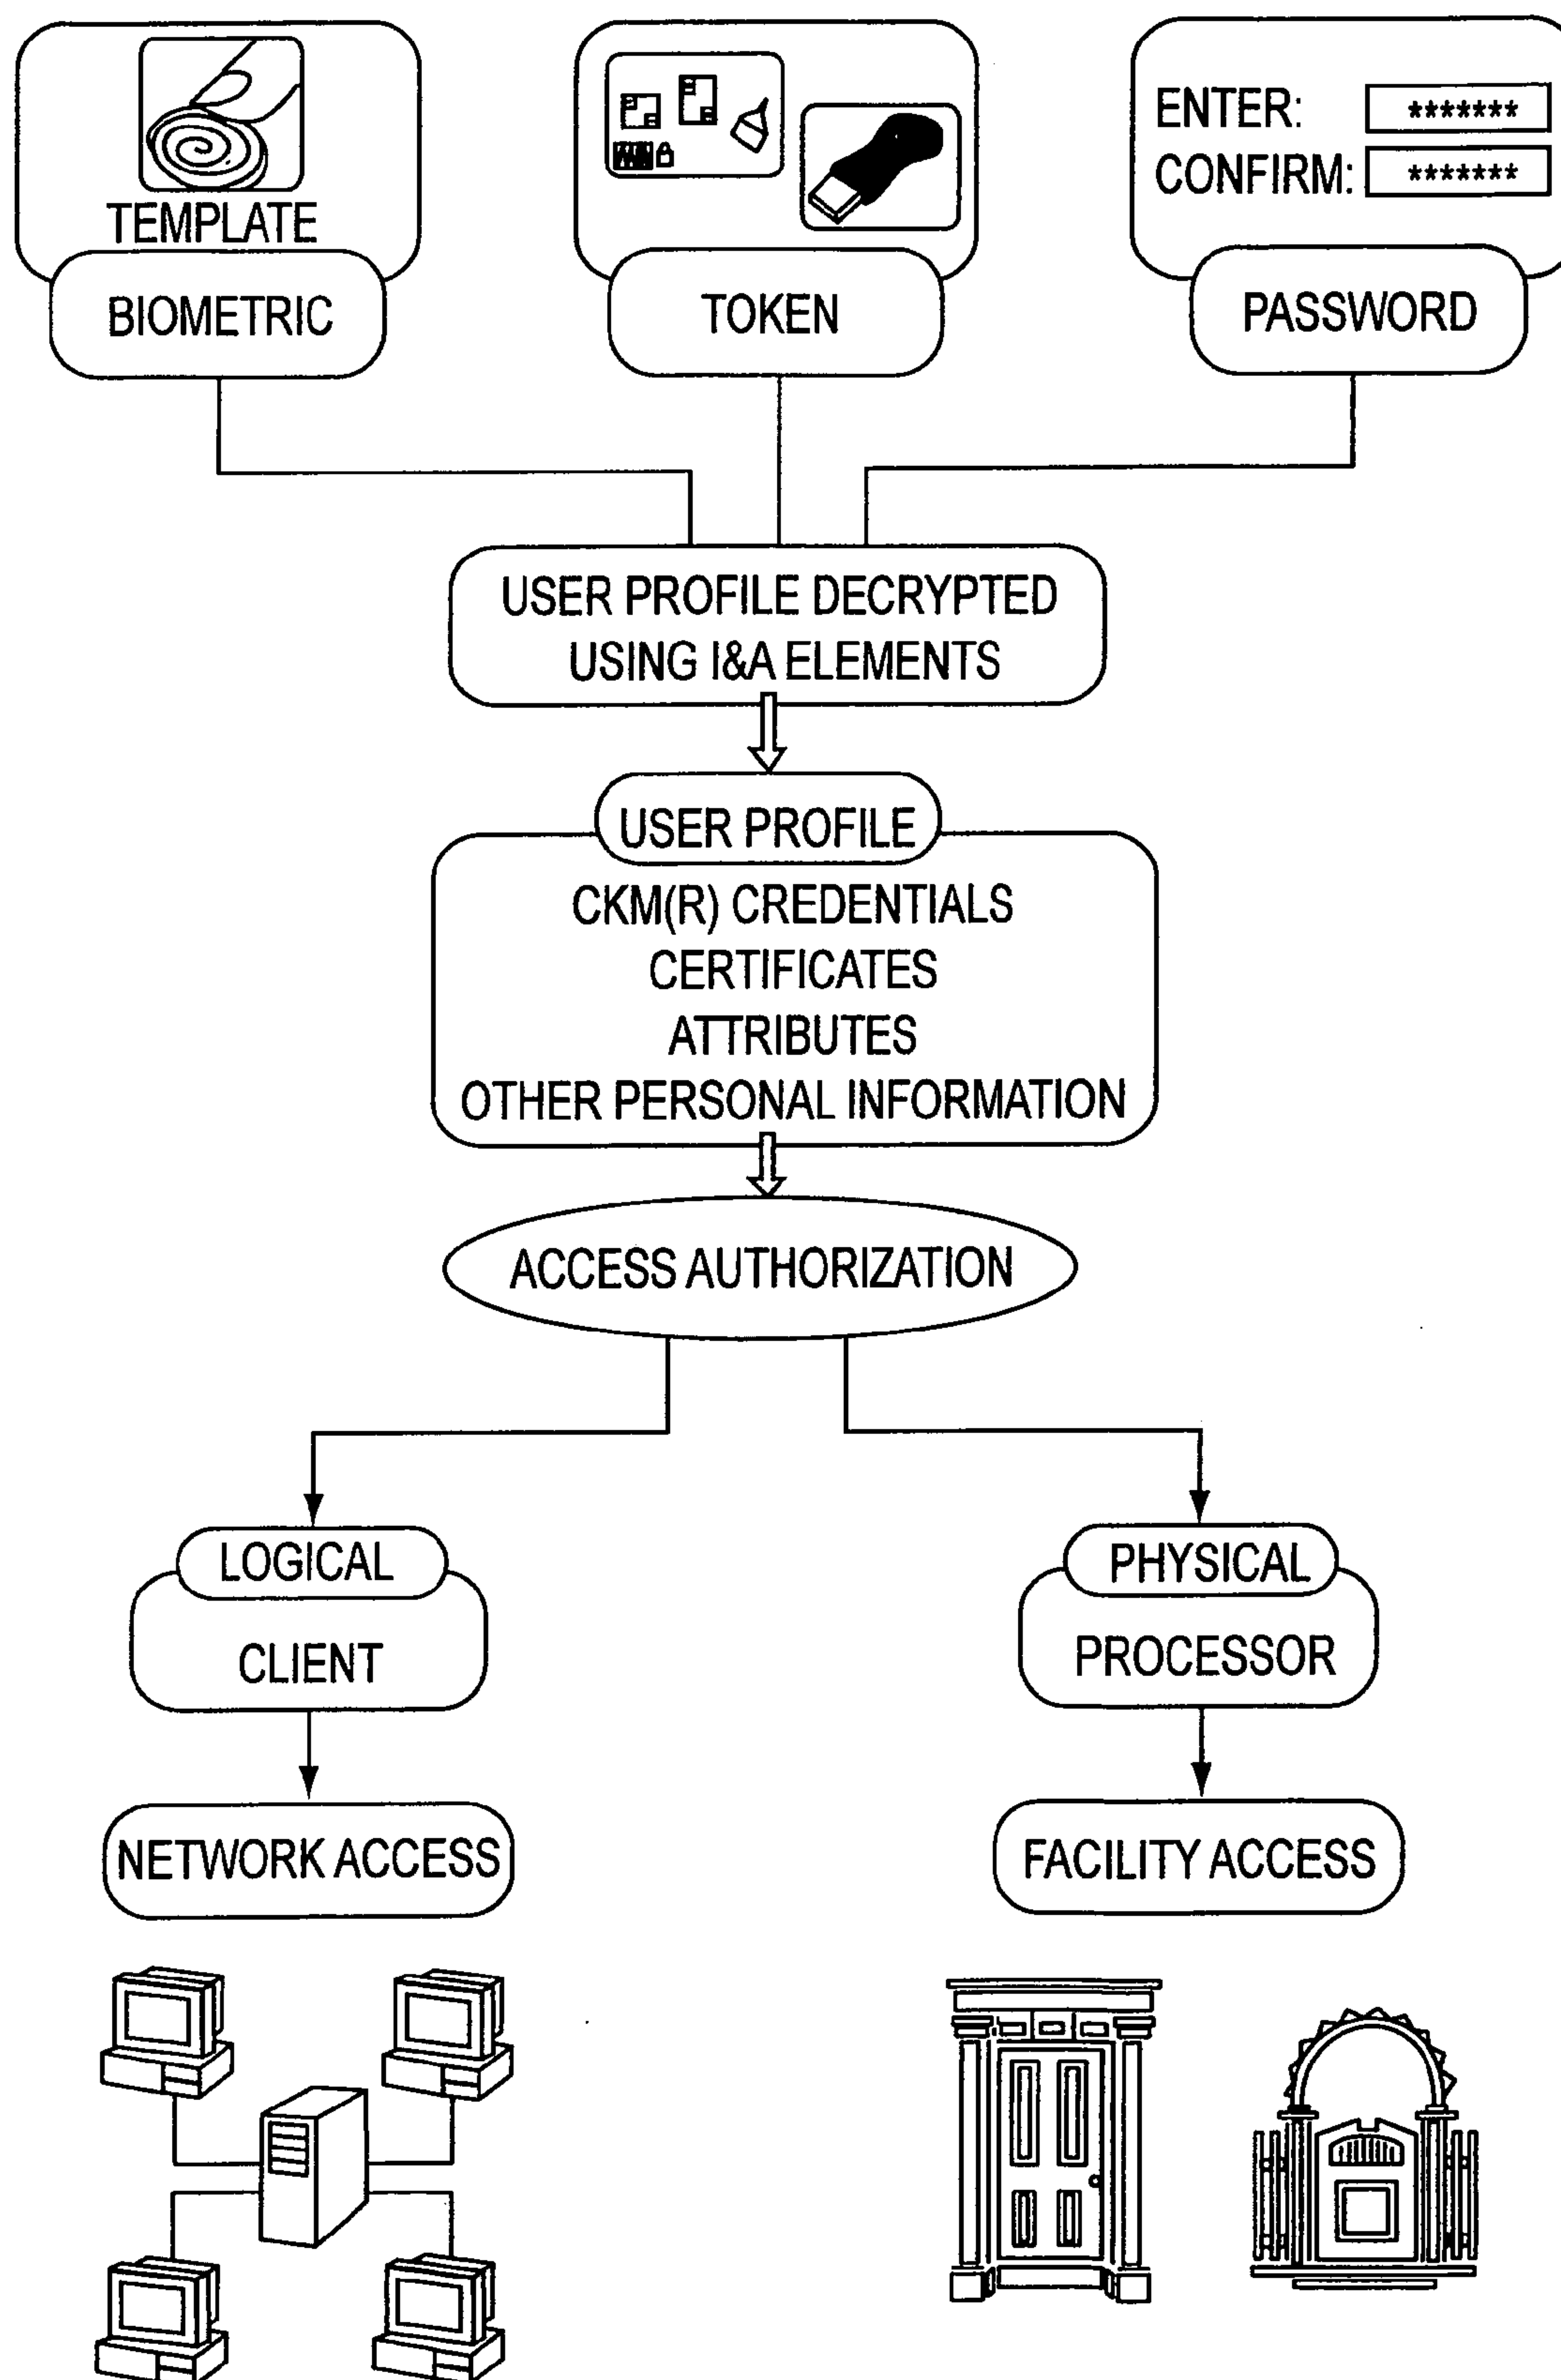 TEMPLATE
BIOMETRIC
TOKEN
ENTER: *******
CONFIRM: *******
PASSWORD
USER PROFILE DECRYPTED
USING I&A ELEMENTS
USER PROFILE
CKM(R) CREDENTIALS
CERTIFICATES
ATTRIBUTES
OTHER PERSONAL INFORMATION
ACCESS AUTHORIZATION
LOGICAL
CLIENT
NETWORK ACCESS
PHYSICAL
PROCESSOR
FACILITY ACCESS